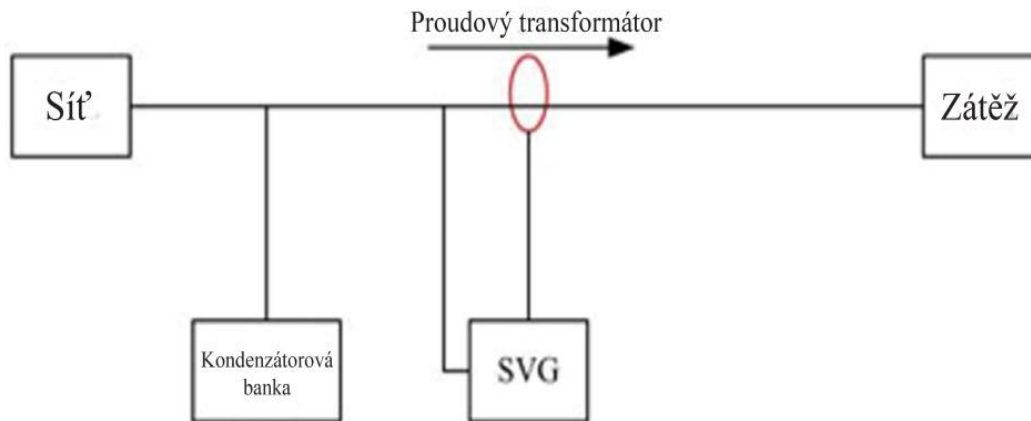 Proudový transformátor
Síť
Zátěž
Kondenzátorová
banka
SVG